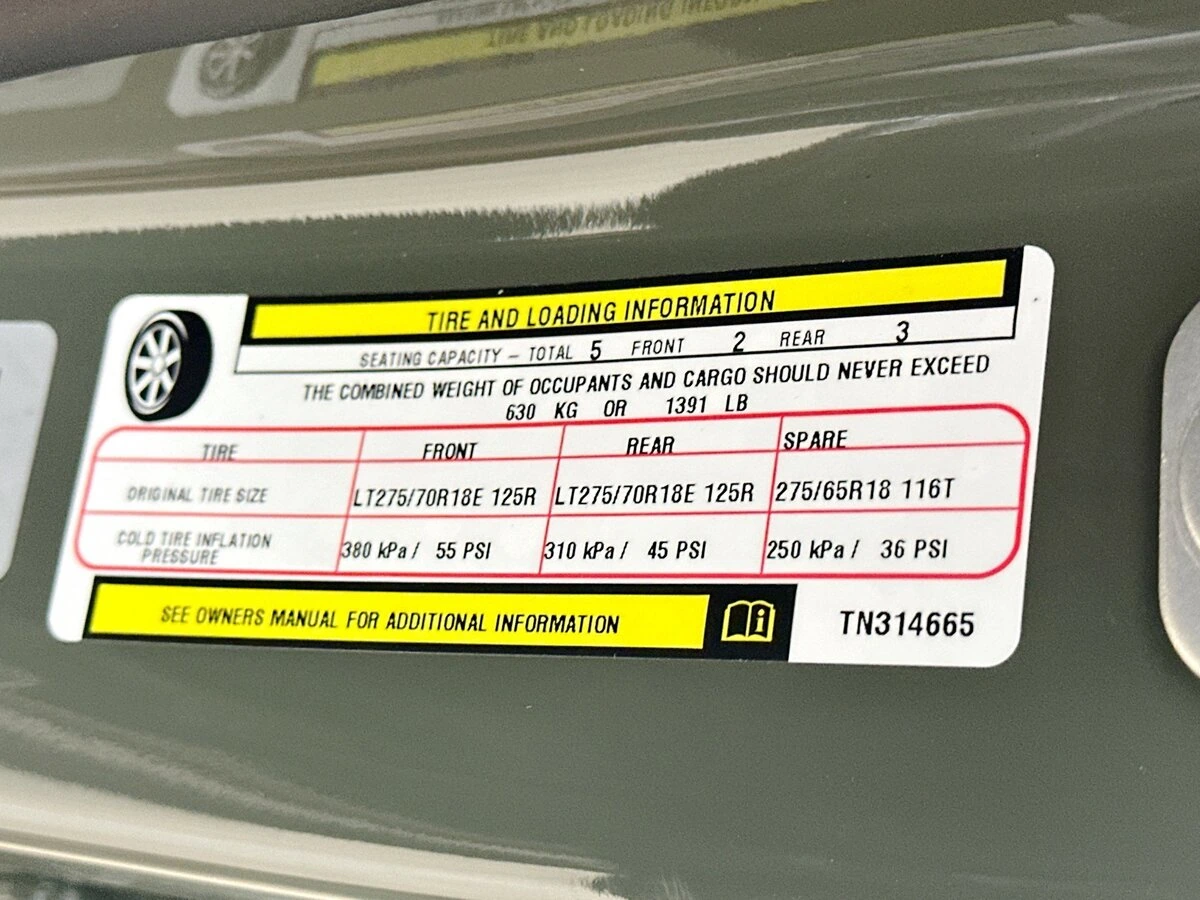 TIRE AND LOADING INFORMATION
SEATING CAPACITY – TOTAL 5 FRONT 2 REAR 3
THE COMBINED WEIGHT OF OCCUPANTS AND CARGO SHOULD NEVER EXCEED
630 KG OR 1391 LB
TIRE FRONT REAR SPARE
ORIGINAL TIRE SIZE LT275/70R18E 125R LT275/70R18E 125R 275/65R18 116T
COLD TIRE INFLATION
PRESSURE 380 kPa / 55 PSI 310 kPa / 45 PSI 250 kPa / 36 PSI
SEE OWNERS MANUAL FOR ADDITIONAL INFORMATION
TN314665